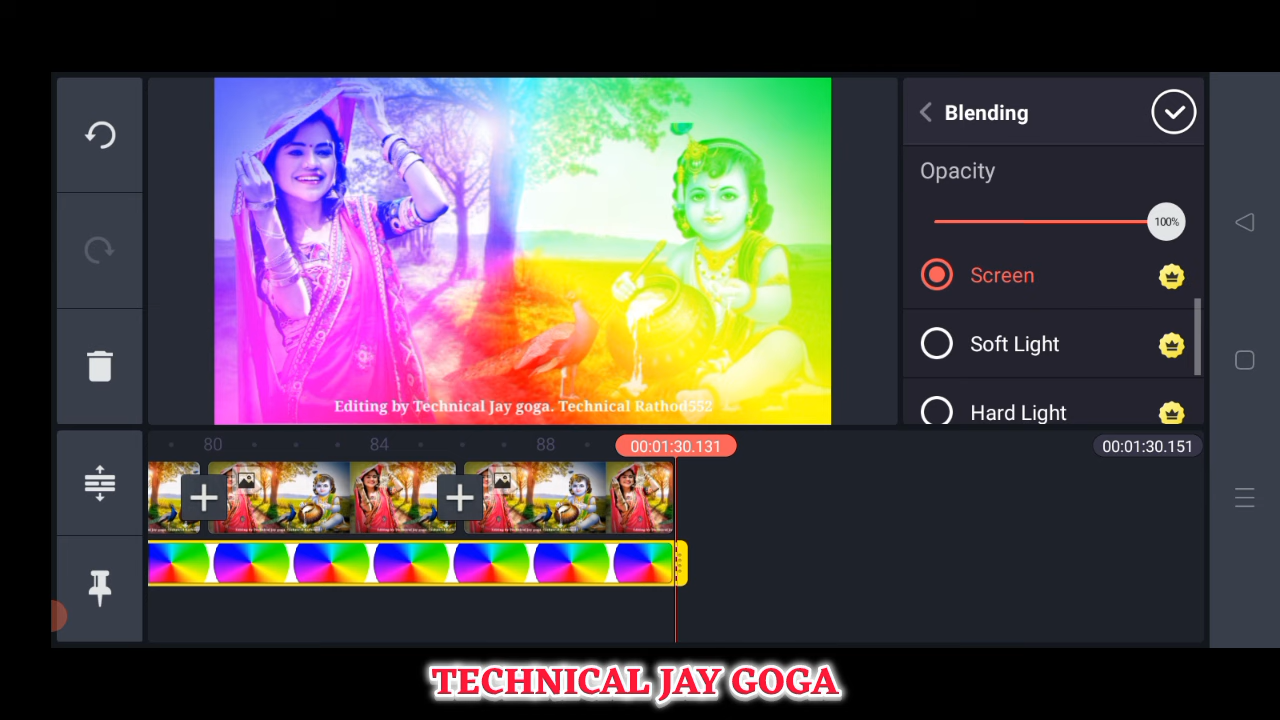 Blending
Opacity
100%
Screen
Soft Light
Hard Light
Editing by Technical Jay goga. Technical Rathod552
80
84
88
00:01:30.131
00:01:30.151
TECHNICAL JAY GOGA